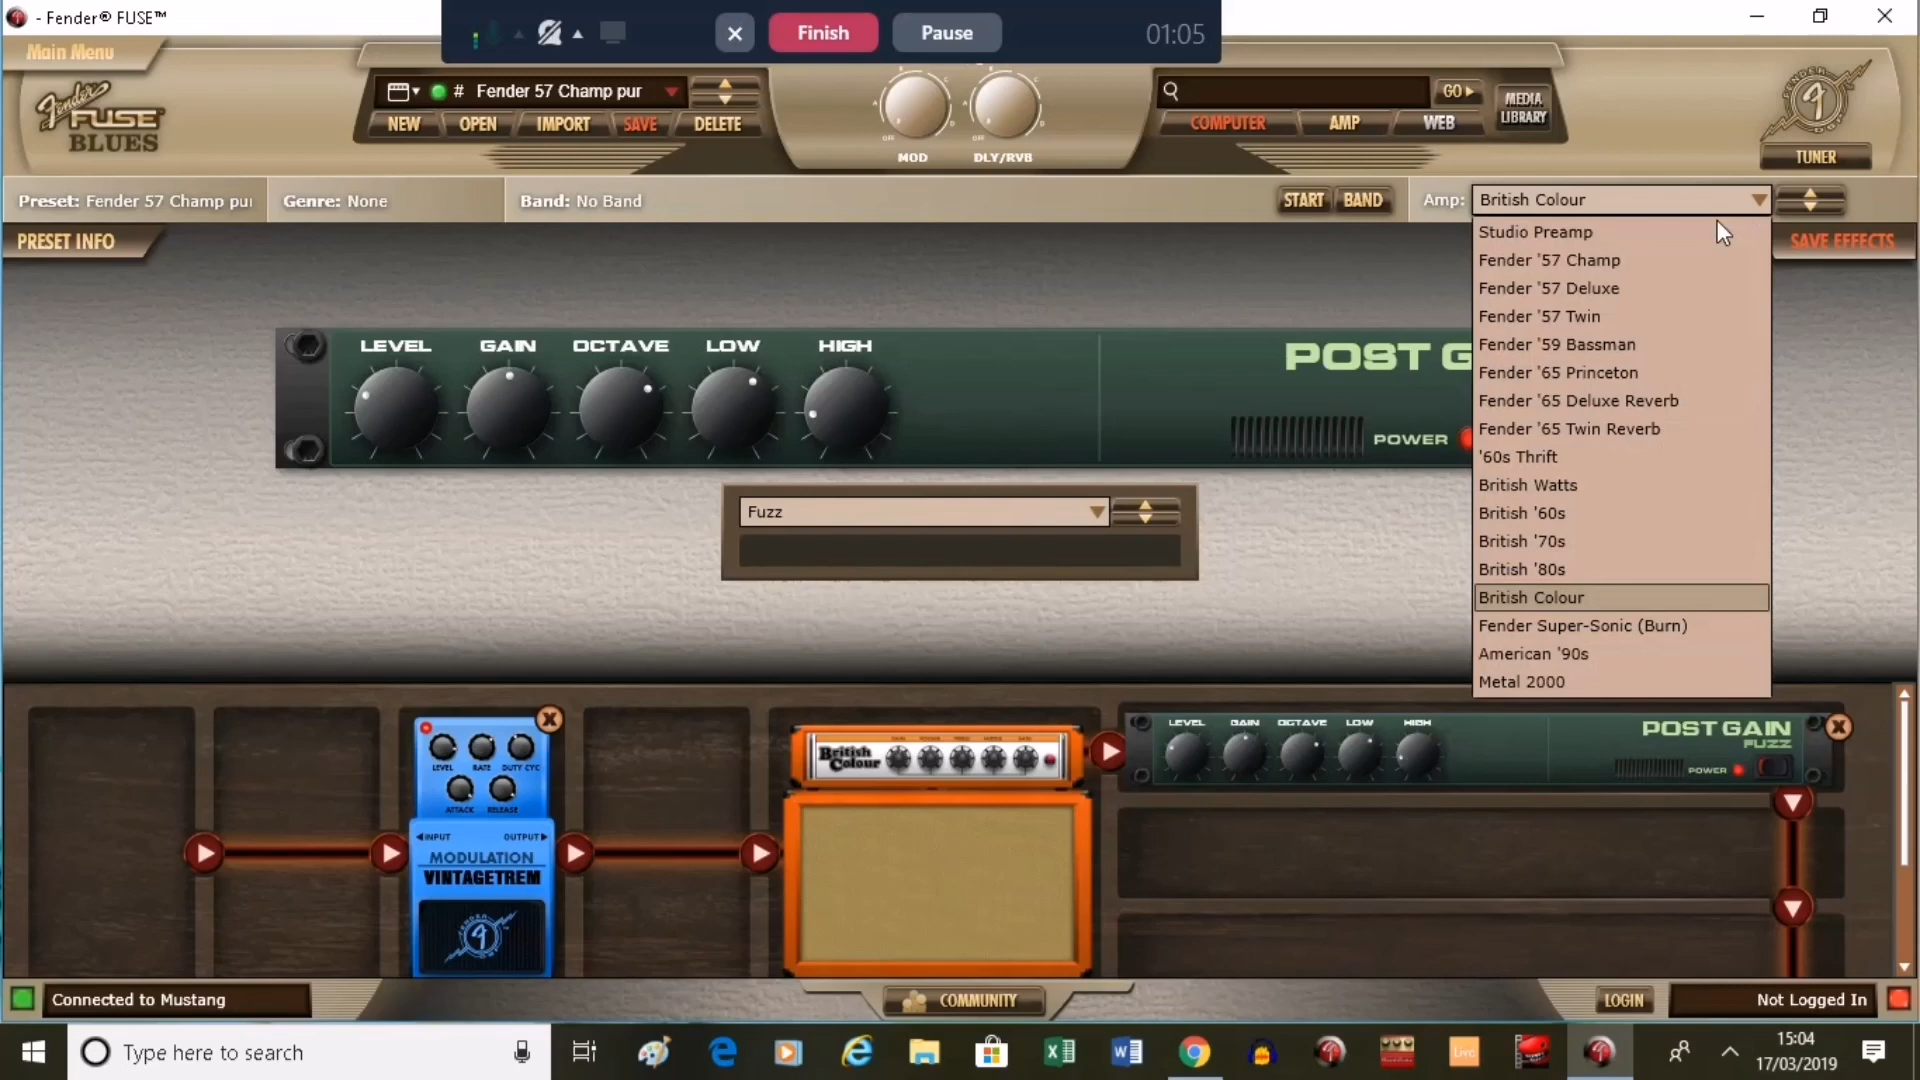 - Fender® FUSE™
Finish
Pause
01:05
Main Menu
Fender
FUSE
BLUES
# Fender 57 Champ pur
NEW
OPEN
IMPORT
SAVE
DELETE
MOD
DLY/RVB
GO
COMPUTER
AMP
WEB
MEDIA
LIBRARY
TUNER
Preset: Fender 57 Champ pui
Genre: None
Band: No Band
START
BAND
Amp:
British Colour
PRESET INFO
SAVE EFFECTS
Studio Preamp
Fender '57 Champ
Fender '57 Deluxe
Fender '57 Twin
Fender '59 Bassman
Fender '65 Princeton
Fender '65 Deluxe Reverb
Fender '65 Twin Reverb
'60s Thrift
British Watts
British '60s
British '70s
British '80s
British Colour
Fender Super-Sonic (Burn)
American '90s
Metal 2000
LEVEL
GAIN
OCTAVE
LOW
HIGH
POST G
POWER
Fuzz
LEVEL
RATE
DUTY CYC
ATTACK
RELEASE
INPUT
OUTPUT
MODULATION
VINTAGETREM
British
Colour
LEVEL
GAIN
OCTAVE
LOW
HIGH
POST GAIN
FUZZ
POWER
Connected to Mustang
COMMUNITY
LOGIN
Not Logged In
Type here to search
Live
15:04
17/03/2019